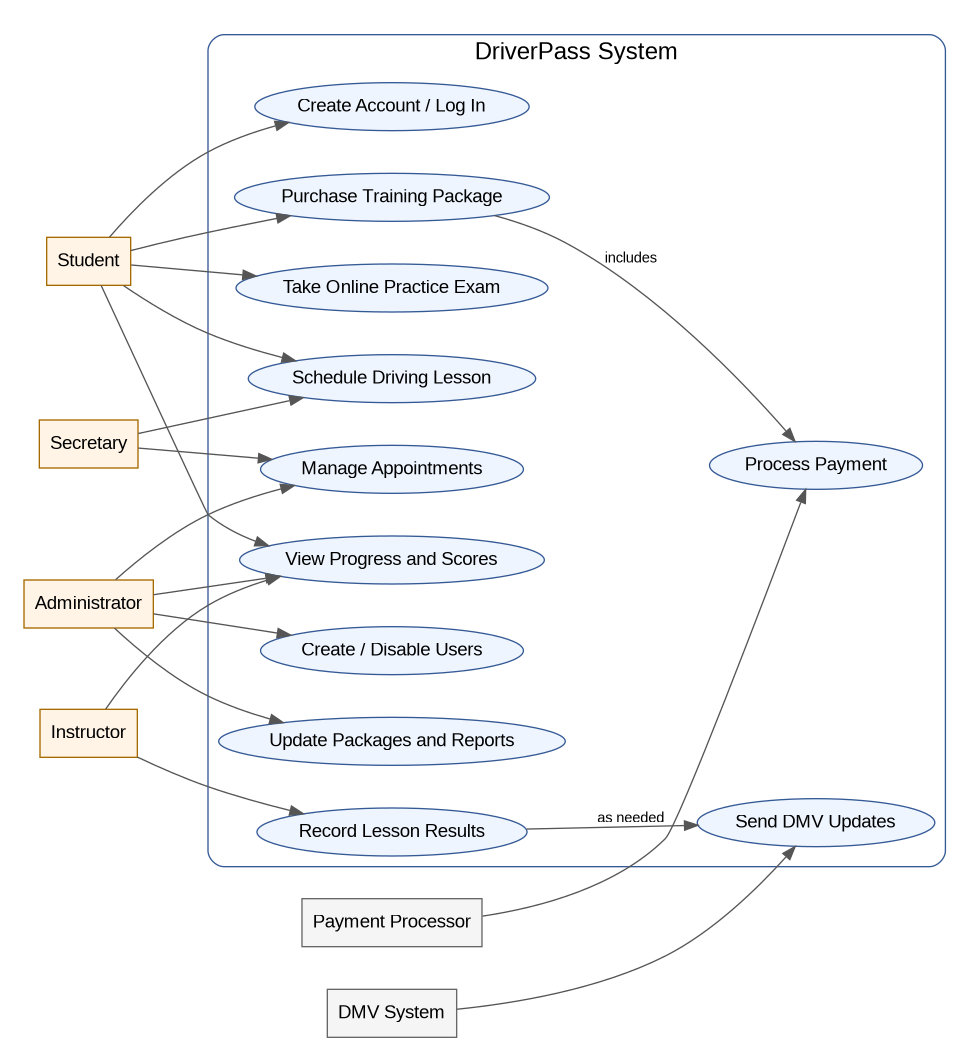 DriverPass System
Create Account / Log In
Purchase Training Package
Student
includes
Take Online Practice Exam
Schedule Driving Lesson
Secretary
Manage Appointments
Process Payment
View Progress and Scores
Administrator
Create / Disable Users
Instructor
Update Packages and Reports
Record Lesson Results
as needed
Send DMV Updates
Payment Processor
DMV System